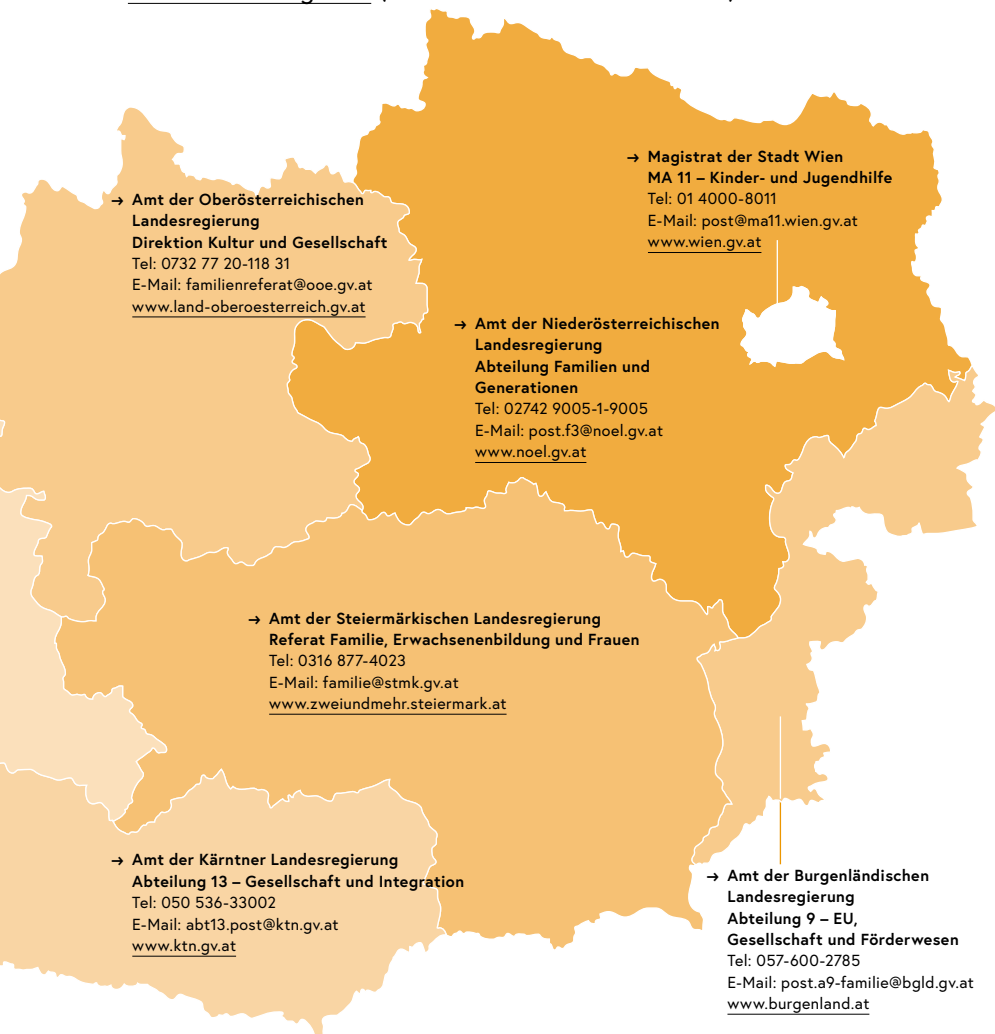 → Magistrat der Stadt Wien
MA 11 – Kinder- und Jugendhilfe
Tel: 01 4000-8011
E-Mail: post@ma11.wien.gv.at
www.wien.gv.at
→ Amt der Oberösterreichischen
Landesregierung
Direktion Kultur und Gesellschaft
Tel: 0732 77 20-118 31
E-Mail: familienreferat@ooe.gv.at
www.land-oberoesterreich.gv.at
→ Amt der Niederösterreichischen
Landesregierung
Abteilung Familien und
Generationen
Tel: 02742 9005-1-9005
E-Mail: post.f3@noel.gv.at
www.noel.gv.at
→ Amt der Steiermärkischen Landesregierung
Referat Familie, Erwachsenenbildung und Frauen
Tel: 0316 877-4023
E-Mail: familie@stmk.gv.at
www.zweiundmehr.steiermark.at
→ Amt der Kärntner Landesregierung
Abteilung 13 – Gesellschaft und Integration
Tel: 050 536-33002
E-Mail: abt13.post@ktn.gv.at
www.ktn.gv.at
→ Amt der Burgenländischen
Landesregierung
Abteilung 9 – EU,
Gesellschaft und Förderwesen
Tel: 057-600-2785
E-Mail: post.a9-familie@bgld.gv.at
www.burgenland.at